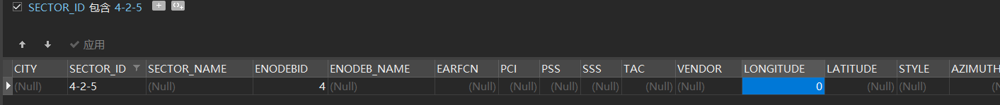 SECTOR_ID 包含 4-2-5
应用
CITY SECTOR_ID SECTOR_NAME ENODEBID ENODEB_NAME EARFCN PCI PSS SSS TAC VENDOR LONGITUDE LATITUDE STYLE AZIMUTH
(Null) 4-2-5 (Null) 4 (Null) (Null) (Null) (Null) (Null) (Null) (Null) 0 (Null) (Null)